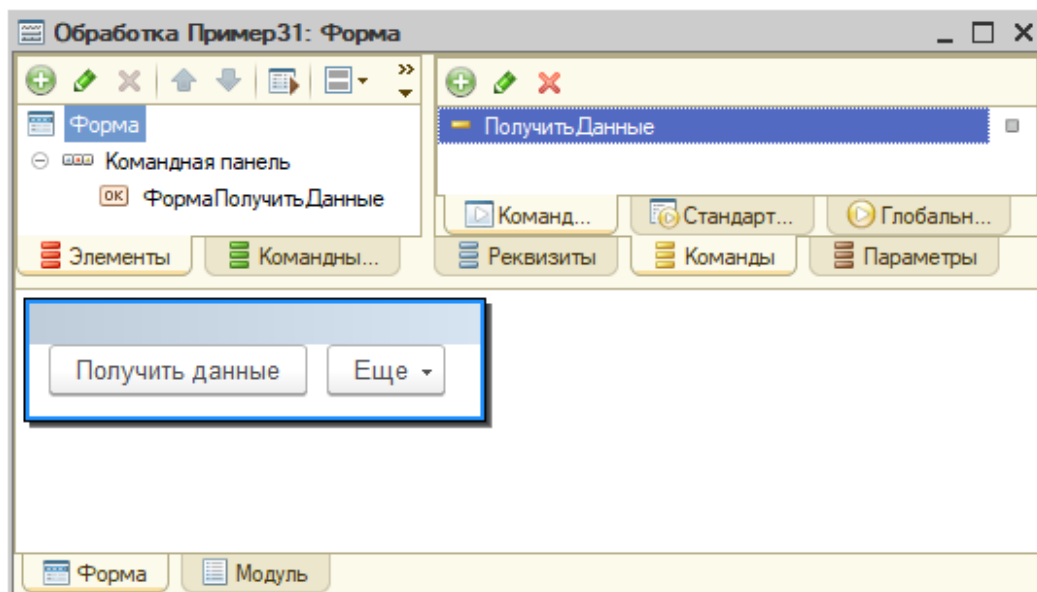 Обработка Пример31: Форма
Форма
Командная панель
ОК ФормаПолучитьДанные
Элементы Командны...
ПолучитьДанные
Команд... Стандарт... Глобальн...
Реквизиты Команды Параметры
Получить данные Еще
Форма Модуль